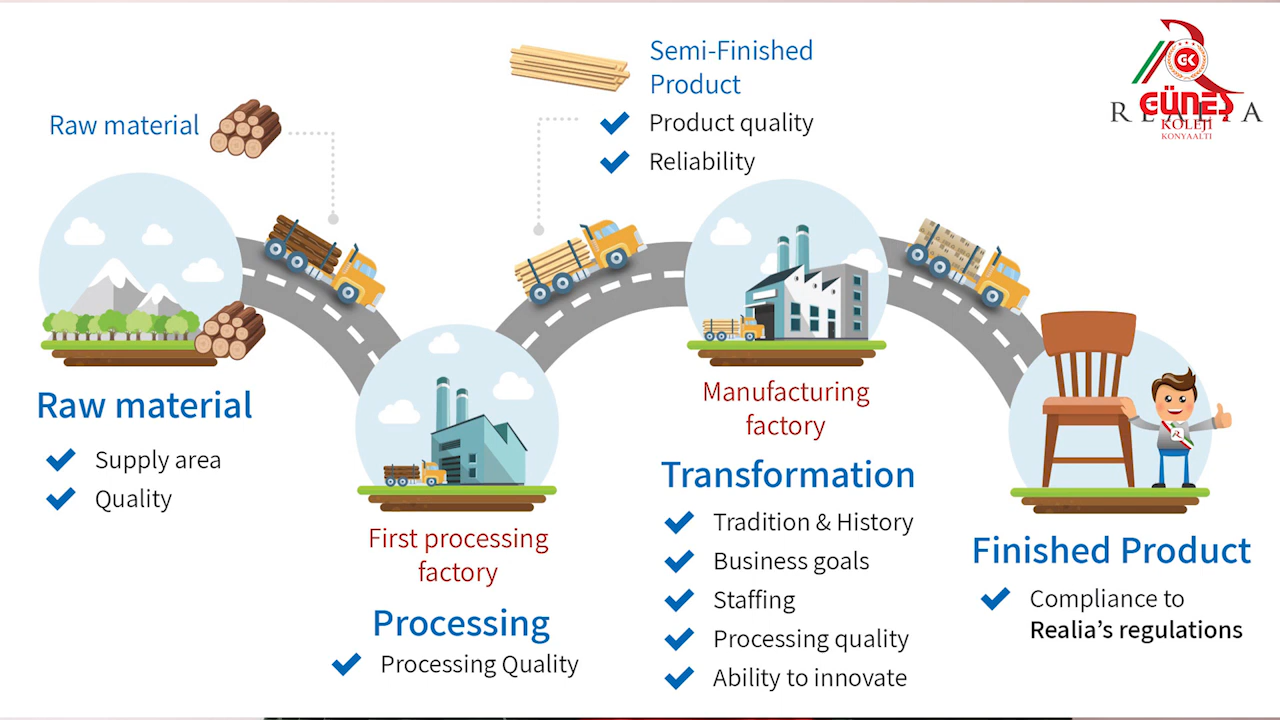 Raw material
Semi-Finished
Product
Product quality
Reliability
REALIA
GK
GÜNEŞ
KOLEJİ
KONYAALTI
Raw material
Supply area
Quality
First processing
factory
Processing
Processing Quality
Manufacturing
factory
Transformation
Tradition & History
Business goals
Staffing
Processing quality
Ability to innovate
Finished Product
Compliance to
Realia's regulations